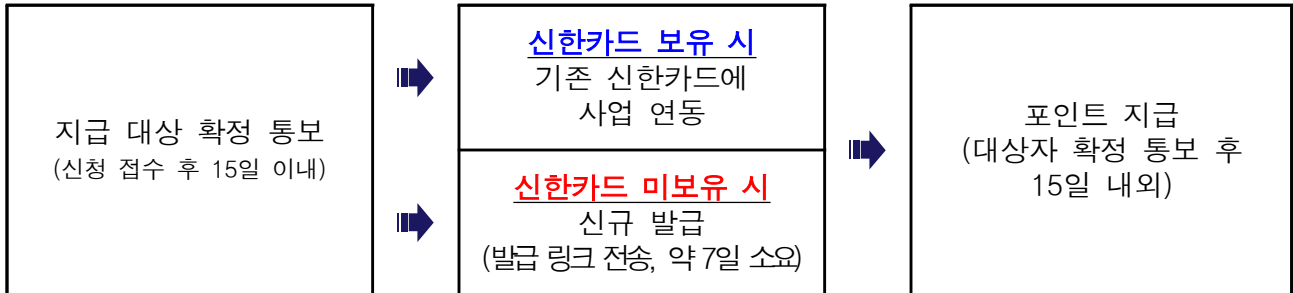 지급 대상 확정 통보
(신청 접수 후 15일 이내)
신한카드 보유 시
기존 신한카드에
사업 연동
신한카드 미보유 시
신규 발급
(발급 링크 전송, 약 7일 소요)
포인트 지급
(대상자 확정 통보 후
15일 내외)